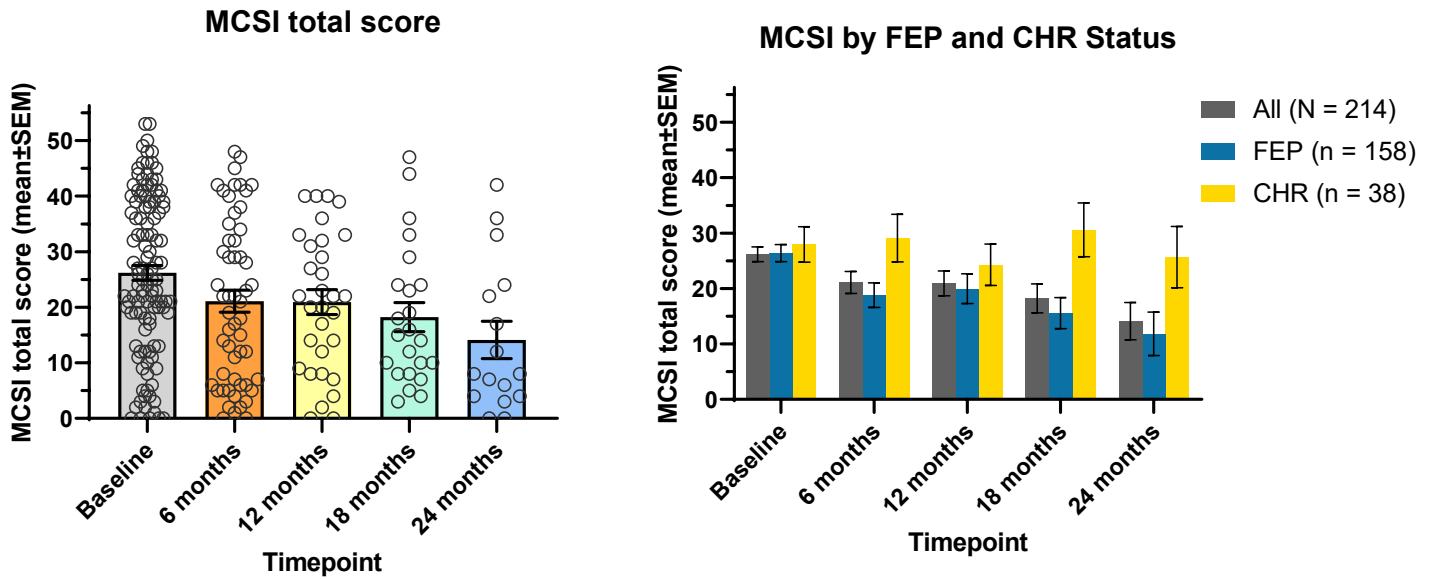 MCSI total score
MCSI total score (mean±SEM)
50
40
30
20
10
0
Baseline
6 months
12 months
18 months
24 months
Timepoint
MCSI by FEP and CHR Status
MCSI total score (mean±SEM)
50
40
30
20
10
0
Baseline
6 months
12 months
18 months
24 months
Timepoint
All (N = 214)
FEP (n = 158)
CHR (n = 38)